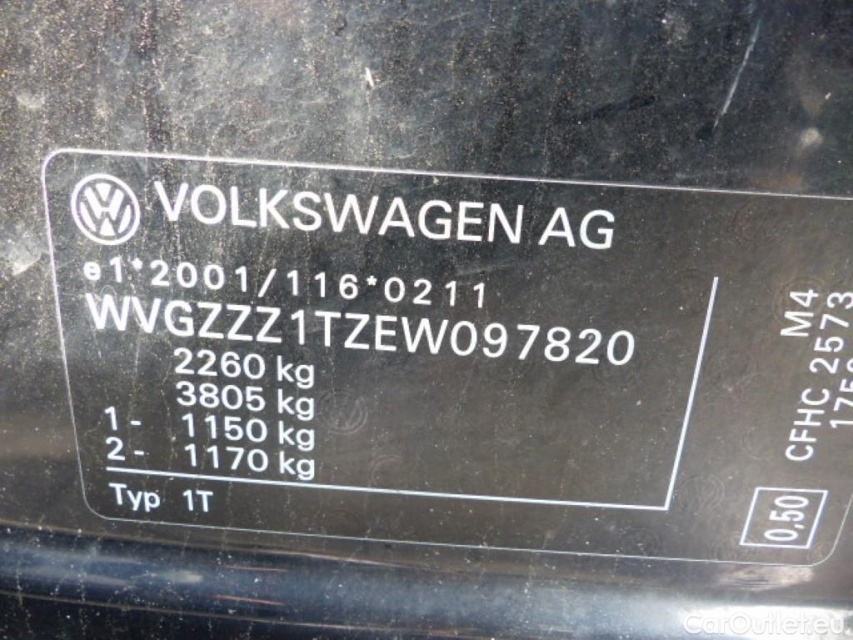 VOLKSWAGEN AG
e1*2001/116*0211
WVGZZZ1TZEW097820
2260 kg
3805 kg
1 - 1150 kg
2 - 1170 kg
Typ 1T
M4
CFHC 2573
0,50
CarOutlet.eu